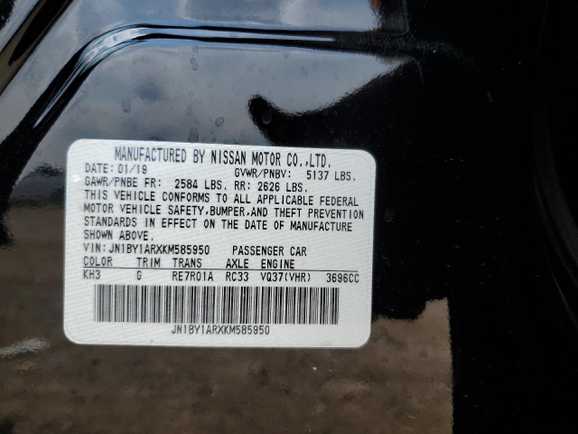 MANUFACTURED BY NISSAN MOTOR CO.,LTD.
DATE: 01/19 GVWR/PNBV: 5137 LBS.
GAWR/PNBE FR: 2584 LBS. RR: 2626 LBS.
THIS VEHICLE CONFORMS TO ALL APPLICABLE FEDERAL
MOTOR VEHICLE SAFETY,BUMPER,AND THEFT PREVENTION
STANDARDS IN EFFECT ON THE DATE OF MANUFACTURE
SHOWN ABOVE.
VIN:JN1BY1ARXKM585950 PASSENGER CAR
COLOR TRIM TRANS AXLE ENGINE
KH3 G RE7R01A RC33 VQ37(VHR) 3696CC
JN1BY1ARXKM585950